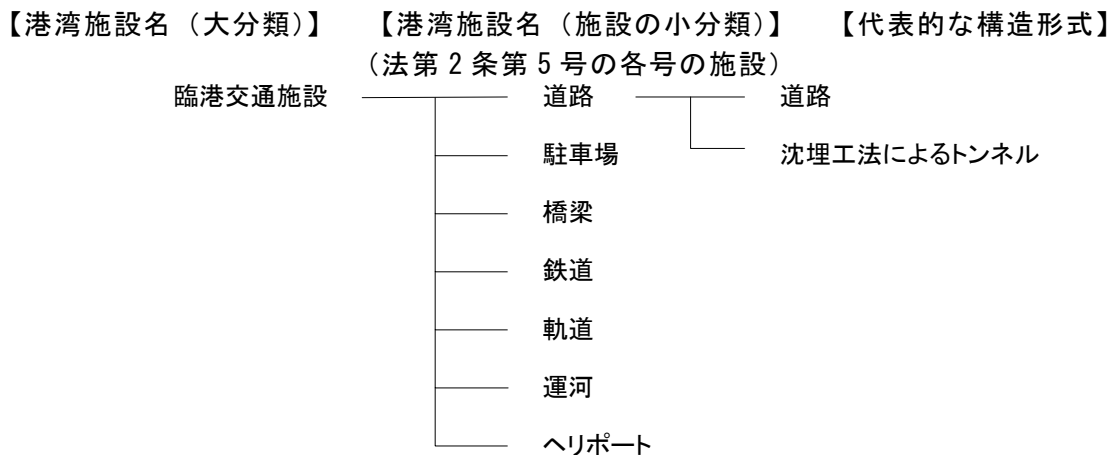 【港湾施設名（大分類）】 【港湾施設名（施設の小分類）】 【代表的な構造形式】
（法第２条第５号の各号の施設）
臨港交通施設 道路 道路
駐車場 沈埋工法によるトンネル
橋梁
鉄道
軌道
運河
ヘリポート